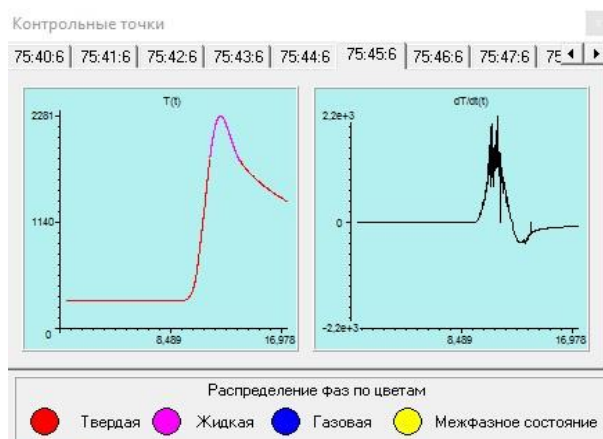 Контрольные точки
75:40:6 75:41:6 75:42:6 75:43:6 75:44:6 75:45:6 75:46:6 75:47:6 75
T(t)
2281
1140
0
8,489 16,978
dT/dt(t)
2,2e+3
0
-2,2e+3
8,489 16,978
Распределение фаз по цветам
Твердая Жидкая Газовая Межфазное состояние